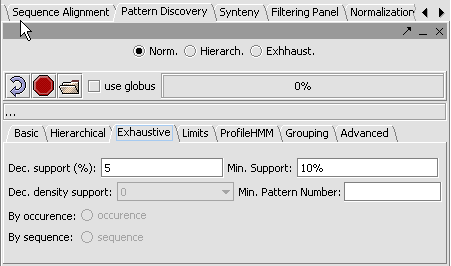 Sequence Alignment Pattern Discovery Synteny Filtering Panel Normalization
Norm. Hierarch. Exhhaust.
use globus 0%
...
Basic Hierarchical Exhaustive Limits ProfileHMM Grouping Advanced
Dec. support (%): 5 Min. Support: 10%
Dec. density support: 0 Min. Pattern Number:
By occurence: occurence
By sequence: sequence